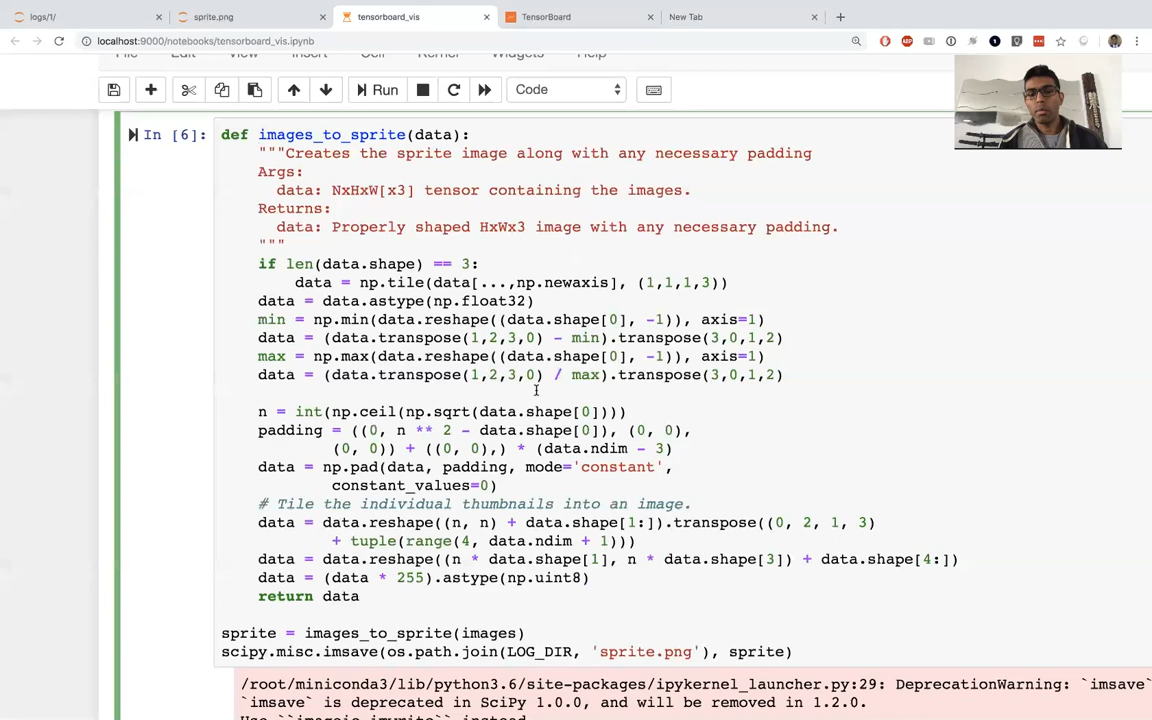 logs/1/
sprite.png
tensorboard_vis
TensorBoard
New Tab
localhost:9000/notebooks/tensorboard_vis.ipynb
File Edit View Insert Cell Kernel Widgets Help
Run
Code
In [6]:
def images_to_sprite(data):
"""Creates the sprite image along with any necessary padding
Args:
data: NxHxW[x3] tensor containing the images.
Returns:
data: Properly shaped HxWx3 image with any necessary padding.
"""
if len(data.shape) == 3:
data = np.tile(data[...,np.newaxis], (1,1,1,3))
data = data.astype(np.float32)
min = np.min(data.reshape((data.shape[0], -1)), axis=1)
data = (data.transpose(1,2,3,0) - min).transpose(3,0,1,2)
max = np.max(data.reshape((data.shape[0], -1)), axis=1)
data = (data.transpose(1,2,3,0) / max).transpose(3,0,1,2)
n = int(np.ceil(np.sqrt(data.shape[0])))
padding = ((0, n ** 2 - data.shape[0]), (0, 0),
(0, 0)) + ((0, 0),) * (data.ndim - 3)
data = np.pad(data, padding, mode='constant',
constant_values=0)
# Tile the individual thumbnails into an image.
data = data.reshape((n, n) + data.shape[1:]).transpose((0, 2, 1, 3)
+ tuple(range(4, data.ndim + 1)))
data = data.reshape((n * data.shape[1], n * data.shape[3]) + data.shape[4:])
data = (data * 255).astype(np.uint8)
return data
sprite = images_to_sprite(images)
scipy.misc.imsave(os.path.join(LOG_DIR, 'sprite.png'), sprite)
/root/miniconda3/lib/python3.6/site-packages/ipykernel_launcher.py:29: DeprecationWarning: `imsave`
`imsave` is deprecated in SciPy 1.0.0, and will be removed in 1.2.0.
Use ``imageio.imwrite`` instead.